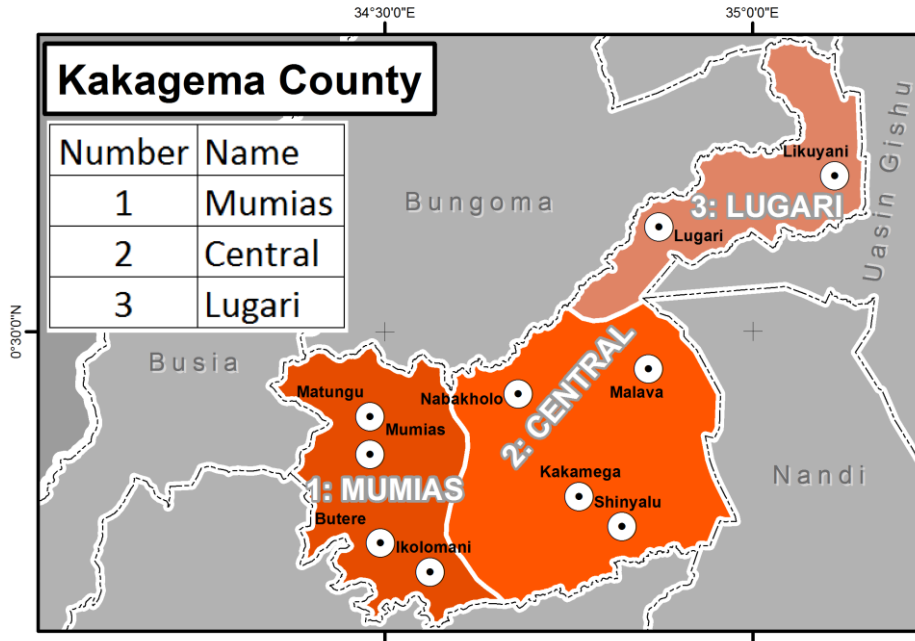 34°30'0"E
35°0'0"E
Kakagema County
Number Name
1 Mumias
2 Central
3 Lugari
Bungoma
Uasin Gishu
Likuyani
3: LUGARI
Lugari
0°30'0"N
Busia
2: CENTRAL
Matungu
Nabakholo
Malava
Mumias
Kakamega
Nandi
1: MUMIAS
Shinyalu
Butere
Ikolomani